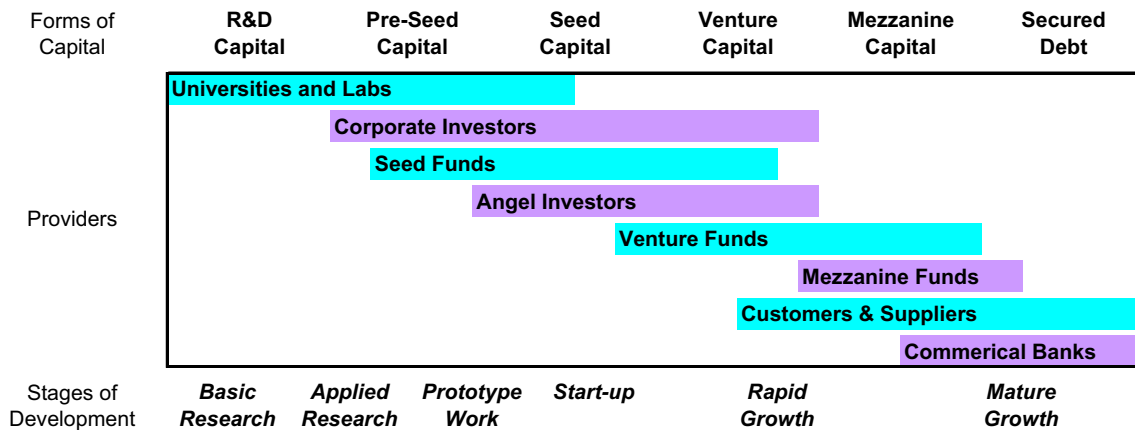 Forms of
Capital
R&D
Capital
Pre-Seed
Capital
Seed
Capital
Venture
Capital
Mezzanine
Capital
Secured
Debt
Providers
Universities and Labs
Corporate Investors
Seed Funds
Angel Investors
Venture Funds
Mezzanine Funds
Customers & Suppliers
Commerical Banks
Stages of
Development
Basic
Research
Applied
Research
Prototype
Work
Start-up
Rapid
Growth
Mature
Growth